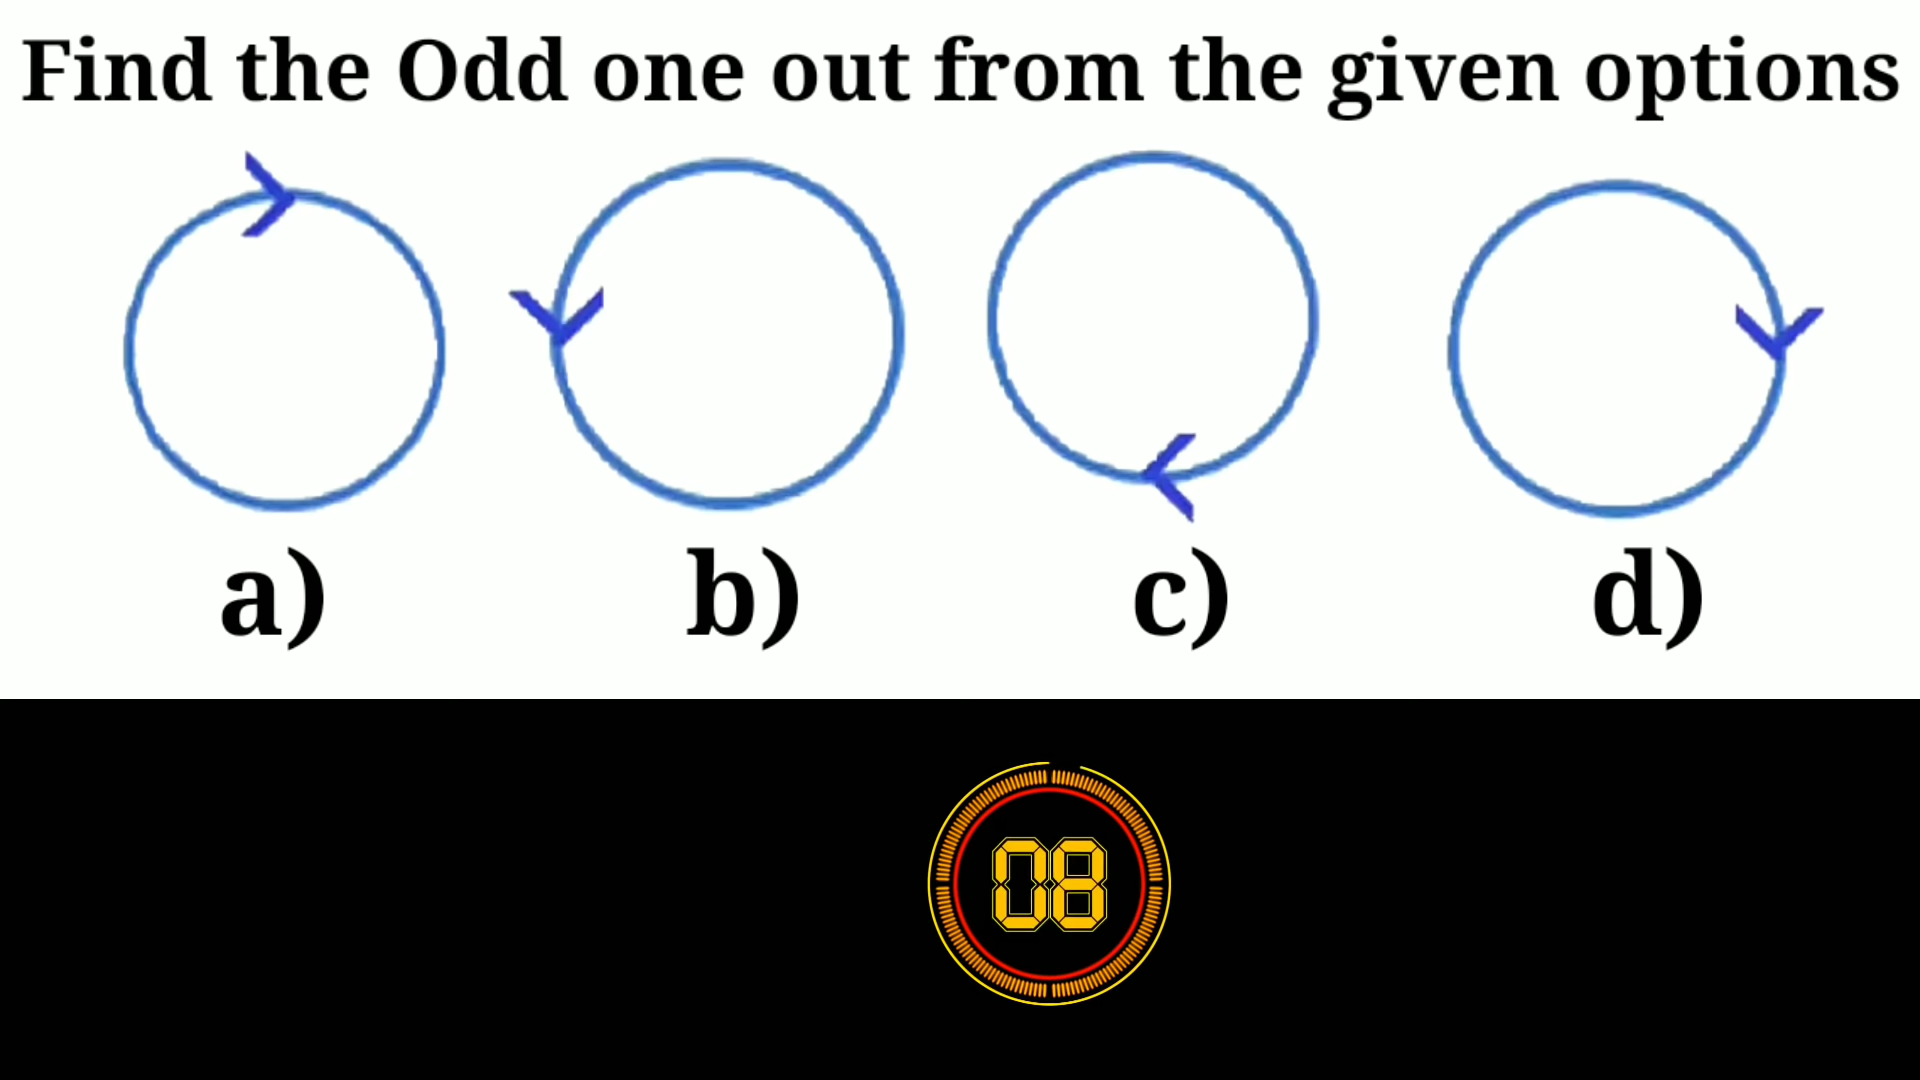 Find the Odd one out from the given options
a) b) c) d)
08